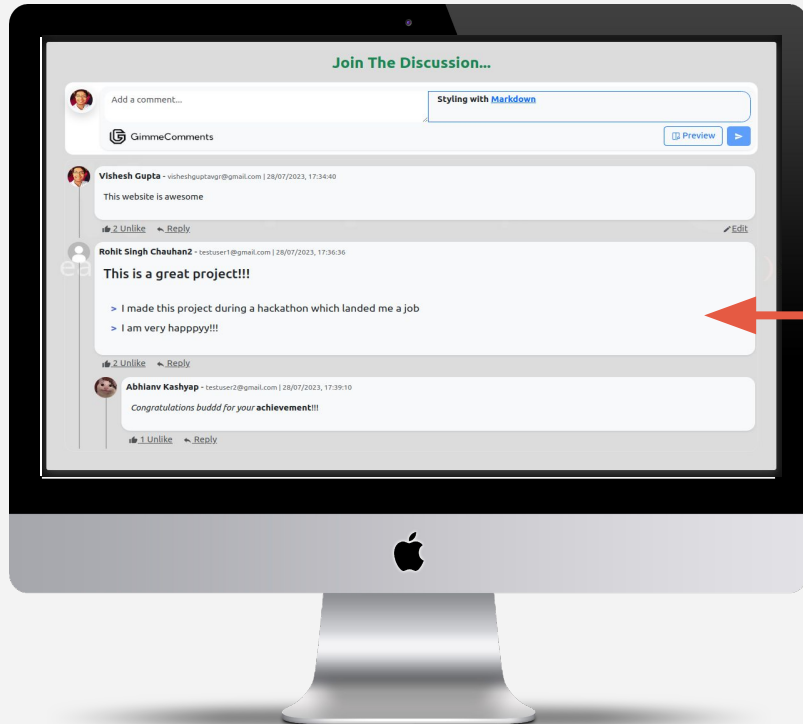 Join The Discussion...
Add a comment...
Styling with Markdown
GimmeComments
Preview
Vishesh Gupta - visheshguptavgr@gmail.com | 28/07/2023, 17:34:40
This website is awesome
2 Unlike Reply
Edit
Rohit Singh Chauhan2 - testuser1@gmail.com | 28/07/2023, 17:36:36
ea
This is a great project!!!
> I made this project during a hackathon which landed me a job
> I am very happpyy!!!
2 Unlike Reply
Abhianv Kashyap - testuser2@gmail.com | 28/07/2023, 17:39:10
Congratulations buddd for your achievement!!!
1 Unlike Reply